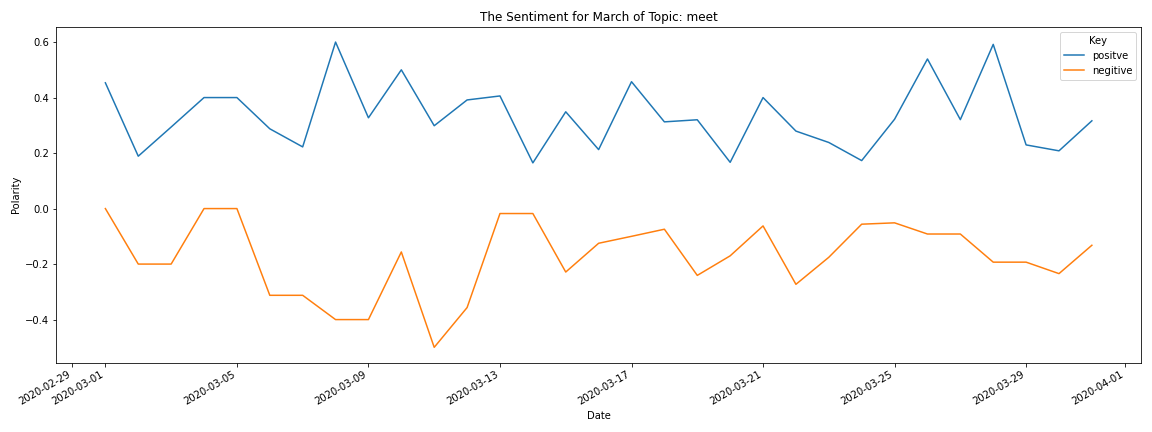 The Sentiment for March of Topic: meet
Key
positve
negitive
Polarity
0.6
0.4
0.2
0.0
−0.2
−0.4
2020-02-29
2020-03-01
2020-03-05
2020-03-09
2020-03-13
2020-03-17
2020-03-21
2020-03-25
2020-03-29
2020-04-01
Date